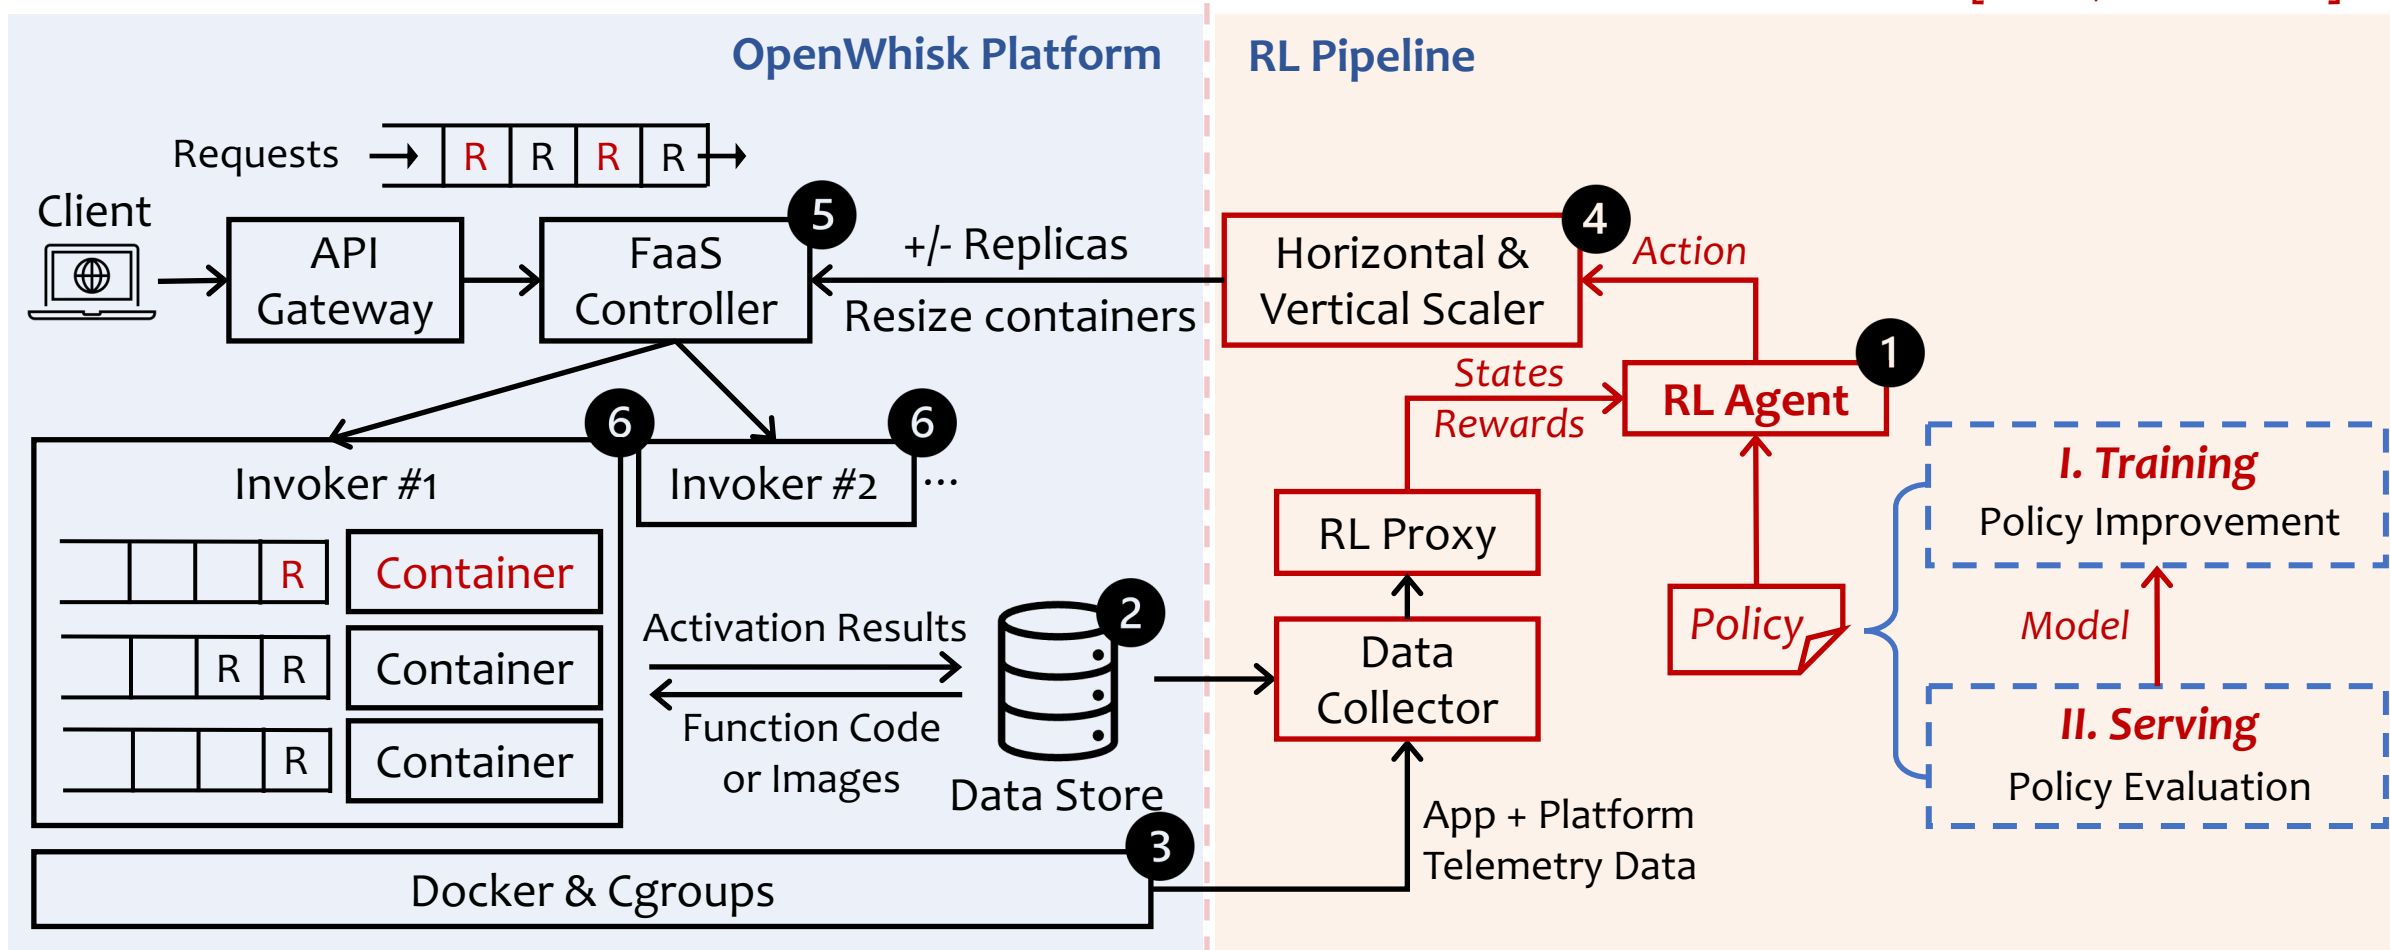 OpenWhisk Platform
RL Pipeline
Requests
R R R R
Client
API
Gateway
FaaS
Controller
5
+/- Replicas
Resize containers
Horizontal &
Vertical Scaler
4
Action
States
Rewards
RL Agent
1
6
6
Invoker #1
Invoker #2
...
R
Container
R R
Container
R
Container
Activation Results
Function Code
or Images
2
Data Store
3
Docker & Cgroups
RL Proxy
Data
Collector
App + Platform
Telemetry Data
Policy
I. Training
Policy Improvement
Model
II. Serving
Policy Evaluation